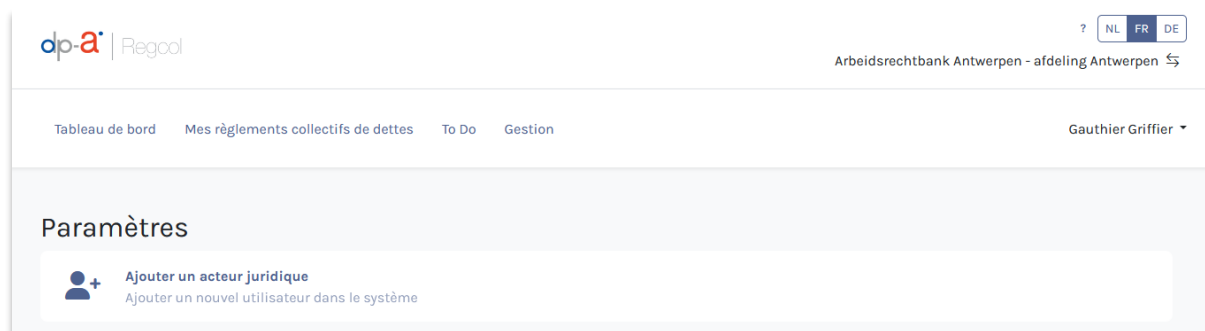 dp-a | Regcol
? NL FR DE
Arbeidsrechtbank Antwerpen - afdeling Antwerpen
Tableau de bord Mes règlements collectifs de dettes To Do Gestion Gauthier Griffier
Paramètres
Ajouter un acteur juridique
Ajouter un nouvel utilisateur dans le système